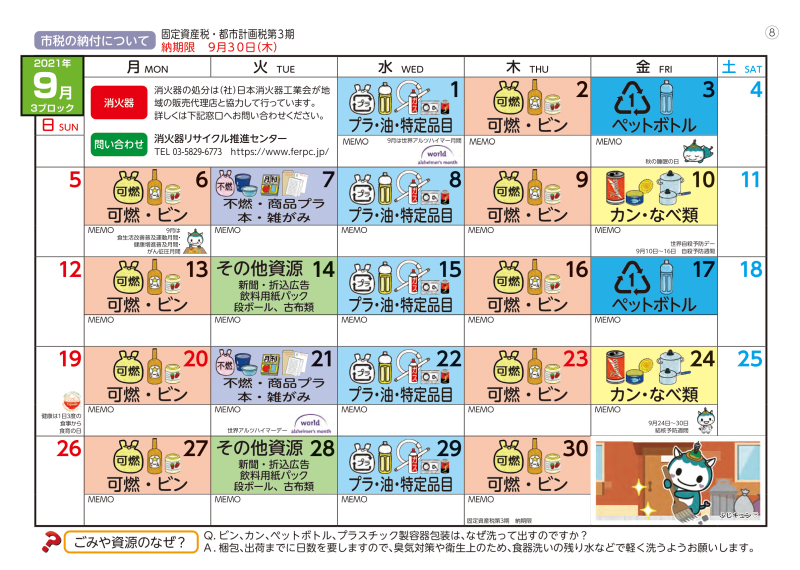 市税の納付について
固定資産税・都市計画税第3期
納期限 9月30日(木)
⑧
2021年
9月
3ブロック
日 SUN
月 MON
火 TUE
水 WED
木 THU
金 FRI
土 SAT
消火器
消火器の処分は(社)日本消火器工業会が地
域の販売代理店と協力して行っています。
詳しくは下記窓口へお問い合わせください。
問い合わせ
消火器リサイクル推進センター
TEL 03-5829-6773 https://www.ferpc.jp/
1
プラ
プラ・油・特定品目
MEMO
9月は世界アルツハイマー月間
world
alzheimer's month
2
可燃
可燃・ビン
MEMO
3
1
ペットボトル
MEMO
秋の睡眠の日
4
5
6
可燃
可燃・ビン
MEMO
9月は
食生活改善普及運動月間・
健康増進普及月間・
がん征圧月間
7
不燃
月刊
不燃・商品プラ
本・雑がみ
MEMO
8
プラ
プラ・油・特定品目
MEMO
9
可燃
可燃・ビン
MEMO
10
カン・なべ類
MEMO
世界自殺予防デー
9月10日～16日 自殺予防週間
11
12
13
可燃
可燃・ビン
MEMO
14
その他資源
新聞・折込広告
飲料用紙パック
段ボール、古布類
MEMO
15
プラ
プラ・油・特定品目
MEMO
16
可燃
可燃・ビン
MEMO
17
1
ペットボトル
MEMO
18
19
健康は1日3度の
食事から
食育の日
20
可燃
可燃・ビン
MEMO
21
不燃
月刊
不燃・商品プラ
本・雑がみ
MEMO
世界アルツハイマーデー
world
alzheimer's month
22
プラ
プラ・油・特定品目
MEMO
23
可燃
可燃・ビン
MEMO
24
カン・なべ類
MEMO
9月24日～30日
結核予防週間
25
26
27
可燃
可燃・ビン
MEMO
28
その他資源
新聞・折込広告
飲料用紙パック
段ボール、古布類
MEMO
29
プラ
プラ・油・特定品目
MEMO
30
可燃
可燃・ビン
MEMO
固定資産税第3期 納期限
ふじキュン♡
ごみや資源のなぜ？
Q. ビン、カン、ペットボトル、プラスチック製容器包装は、なぜ洗って出すのですか？
A. 梱包、出荷までに日数を要しますので、臭気対策や衛生上のため、食器洗いの残り水などで軽く洗うようお願いします。